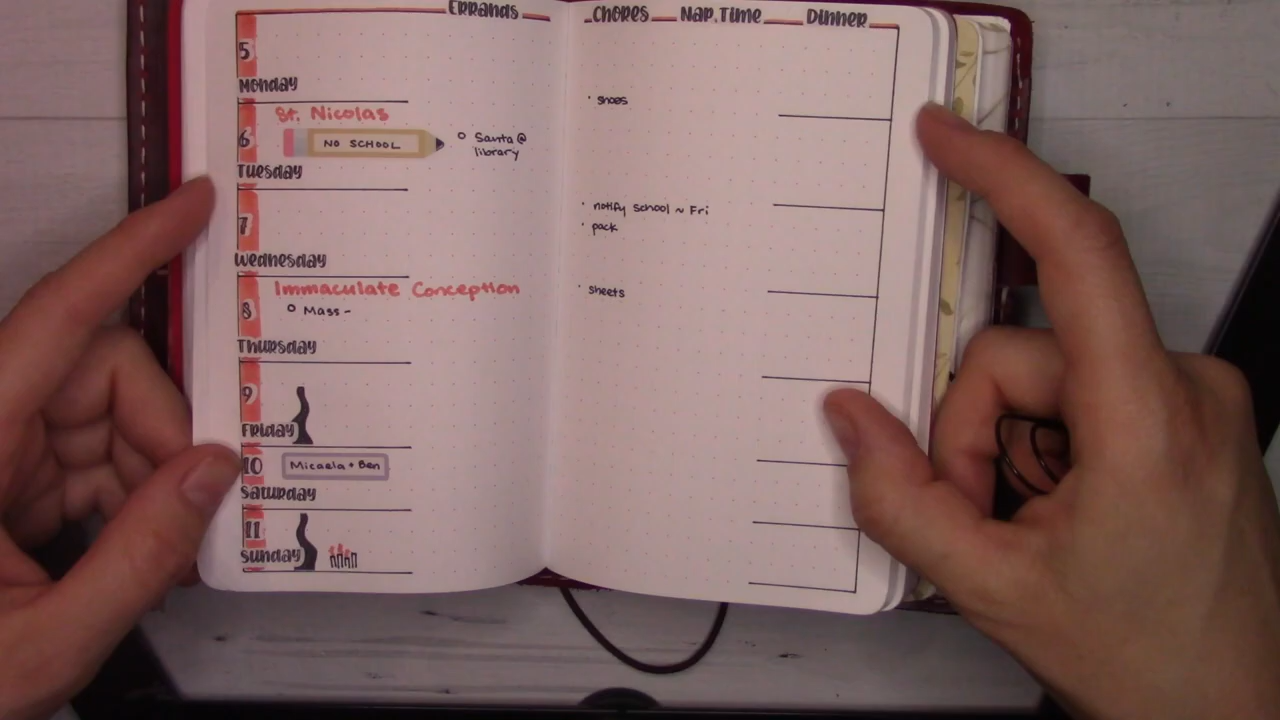 Errands Chores Nap.Time Dinner
5
Monday
• shoes
St. Nicolas
6
NO SCHOOL
○ Santa @
library
Tuesday
7
• notify school ~ Fri
• pack
Wednesday
Immaculate Conception
8
○ Mass -
• sheets
Thursday
9
Friday
10
Micaela + Ben
Saturday
11
Sunday